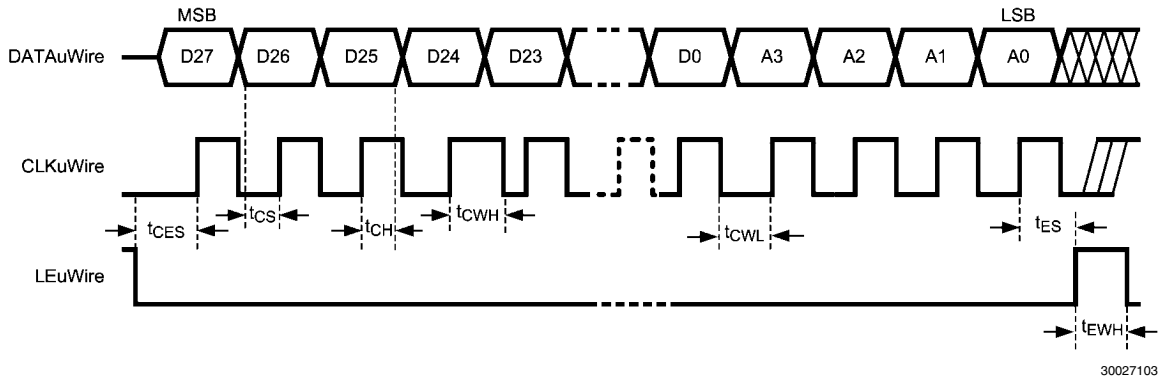 MSB LSB
DATAuWire D27 D26 D25 D24 D23 D0 A3 A2 A1 A0
CLKuWire
tCES tCS tCH tCWH tCWL tES
LEuWire
tEWH
30027103